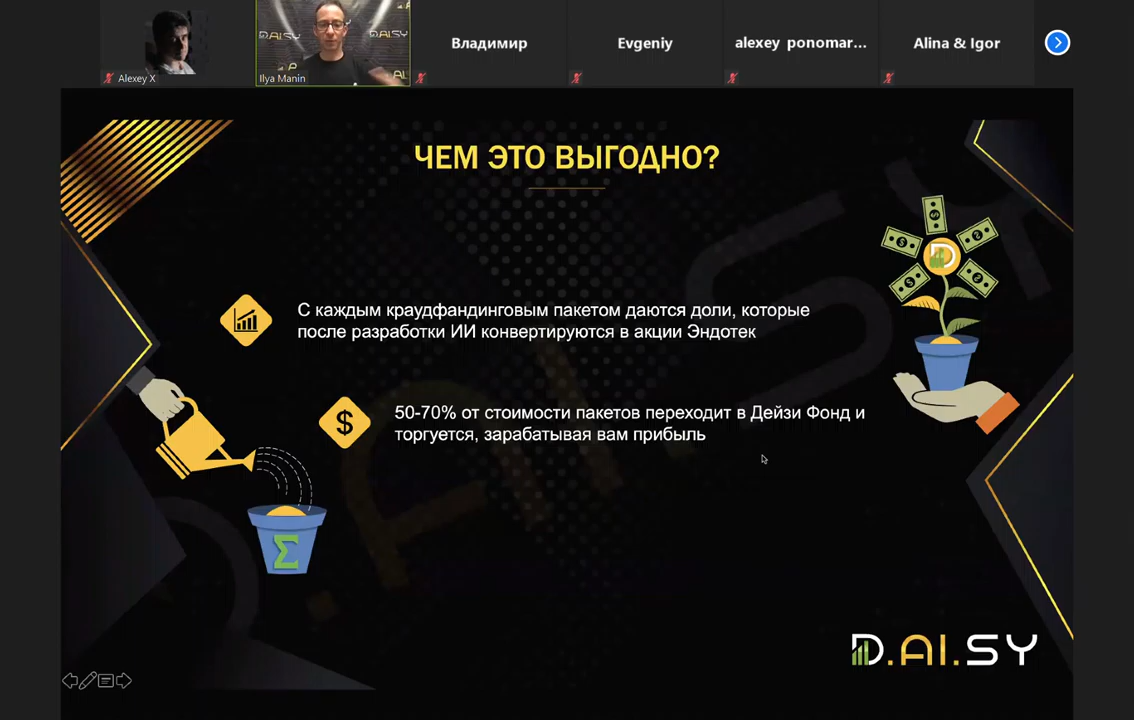 Владимир
Evgeniy
alexey ponomar...
Alina & Igor
Alexey X
Ilya Manin
D.AI.SY
ЧЕМ ЭТО ВЫГОДНО?
С каждым краудфандинговым пакетом даются доли, которые
после разработки ИИ конвертируются в акции Эндотек
$
50-70% от стоимости пакетов переходит в Дейзи Фонд и
торгуется, зарабатывая вам прибыль
Σ
D.AI.SY